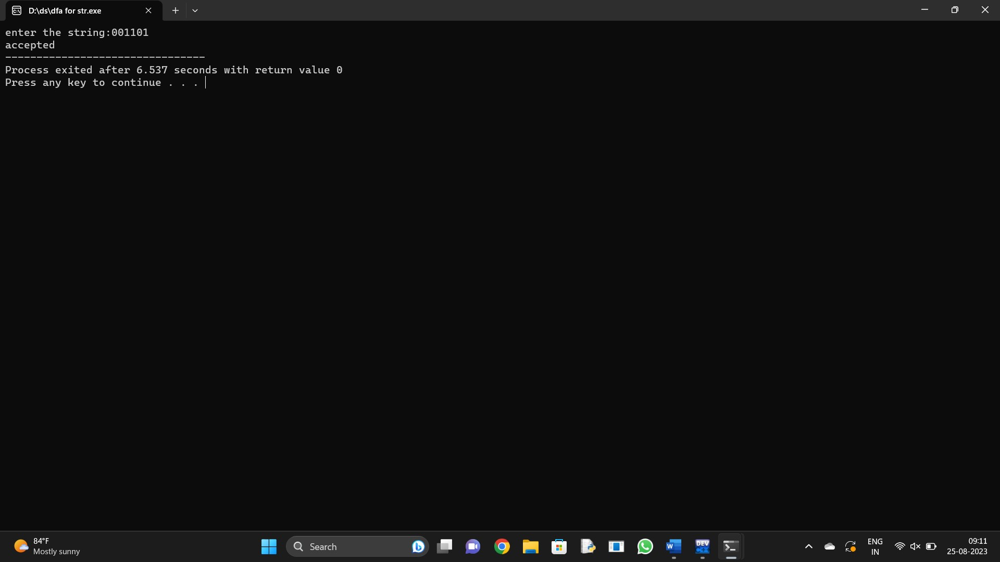 D:\ds\dfa for str.exe
enter the string:001101
accepted
--------------------------------
Process exited after 6.537 seconds with return value 0
Press any key to continue . . .
84°F
Mostly sunny
Search
W
DEV
C++
ENG
IN
09:11
25-08-2023